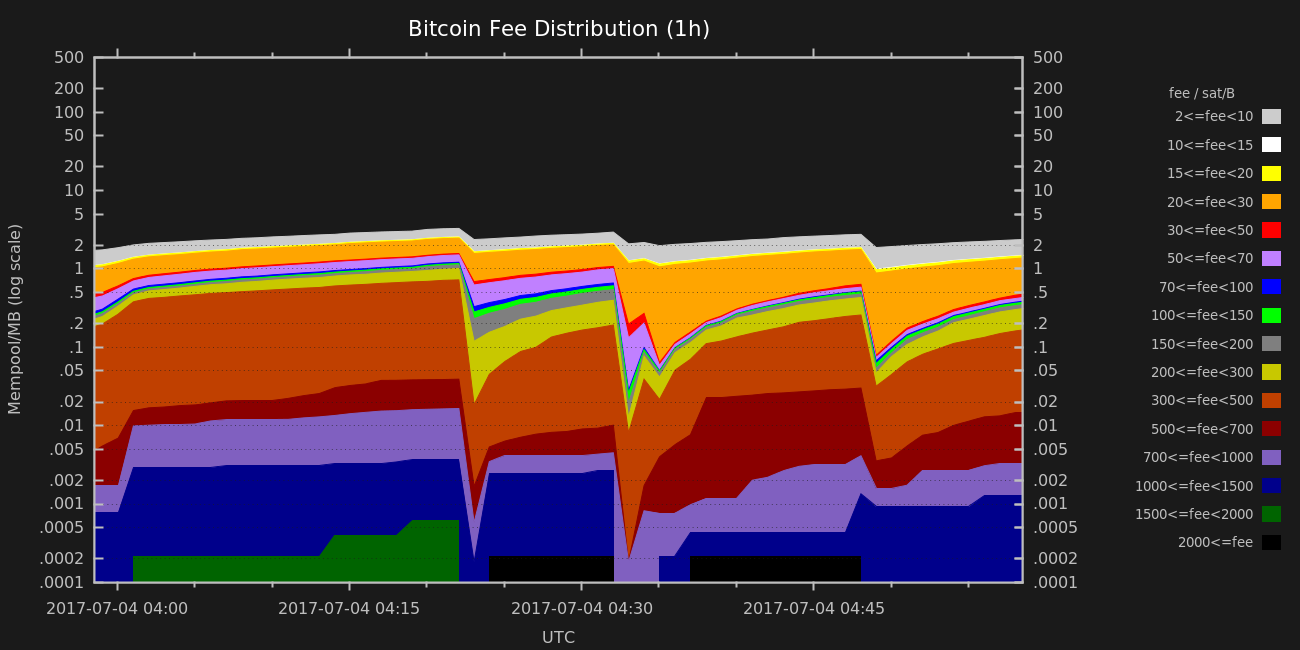 Bitcoin Fee Distribution (1h)
500
200
100
50
20
10
5
2
1
.5
.2
.1
.05
.02
.01
.005
.002
.001
.0005
.0002
.0001
Mempool/MB (log scale)
500
200
100
50
20
10
5
2
1
.5
.2
.1
.05
.02
.01
.005
.002
.001
.0005
.0002
.0001
2017-07-04 04:00
2017-07-04 04:15
2017-07-04 04:30
2017-07-04 04:45
UTC
fee / sat/B
2<=fee<10
10<=fee<15
15<=fee<20
20<=fee<30
30<=fee<50
50<=fee<70
70<=fee<100
100<=fee<150
150<=fee<200
200<=fee<300
300<=fee<500
500<=fee<700
700<=fee<1000
1000<=fee<1500
1500<=fee<2000
2000<=fee